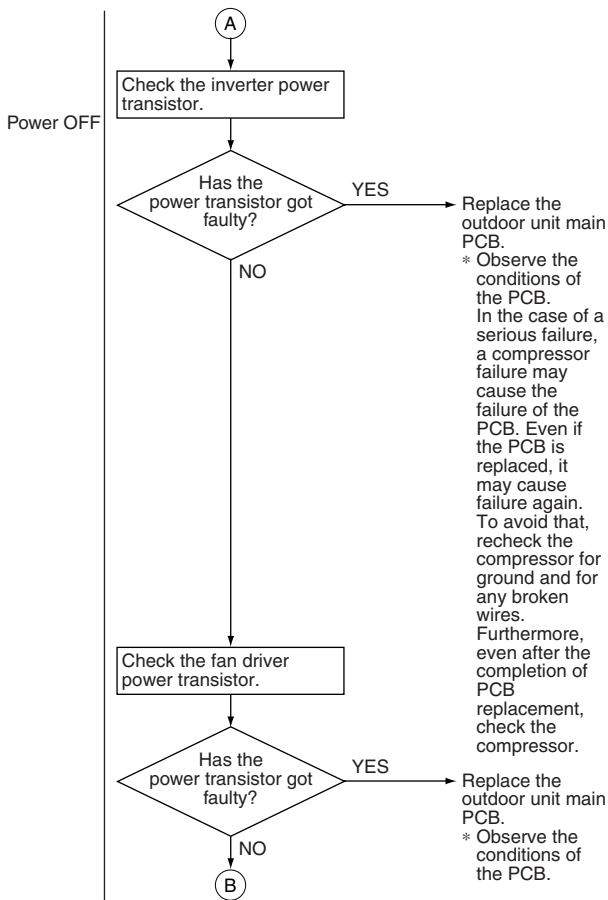 A
Check the inverter power
transistor.
Power OFF
Has the
power transistor got
faulty?
YES
Replace the
outdoor unit main
PCB.
* Observe the
conditions of
the PCB.
In the case of a
serious failure,
a compressor
failure may
cause the
failure of the
PCB. Even if
the PCB is
replaced, it
may cause
failure again.
To avoid that,
recheck the
compressor for
ground and for
any broken
wires.
Furthermore,
even after the
completion of
PCB
replacement,
check the
compressor.
NO
Check the fan driver
power transistor.
Has the
power transistor got
faulty?
YES
Replace the
outdoor unit main
PCB.
* Observe the
conditions of
the PCB.
NO
B